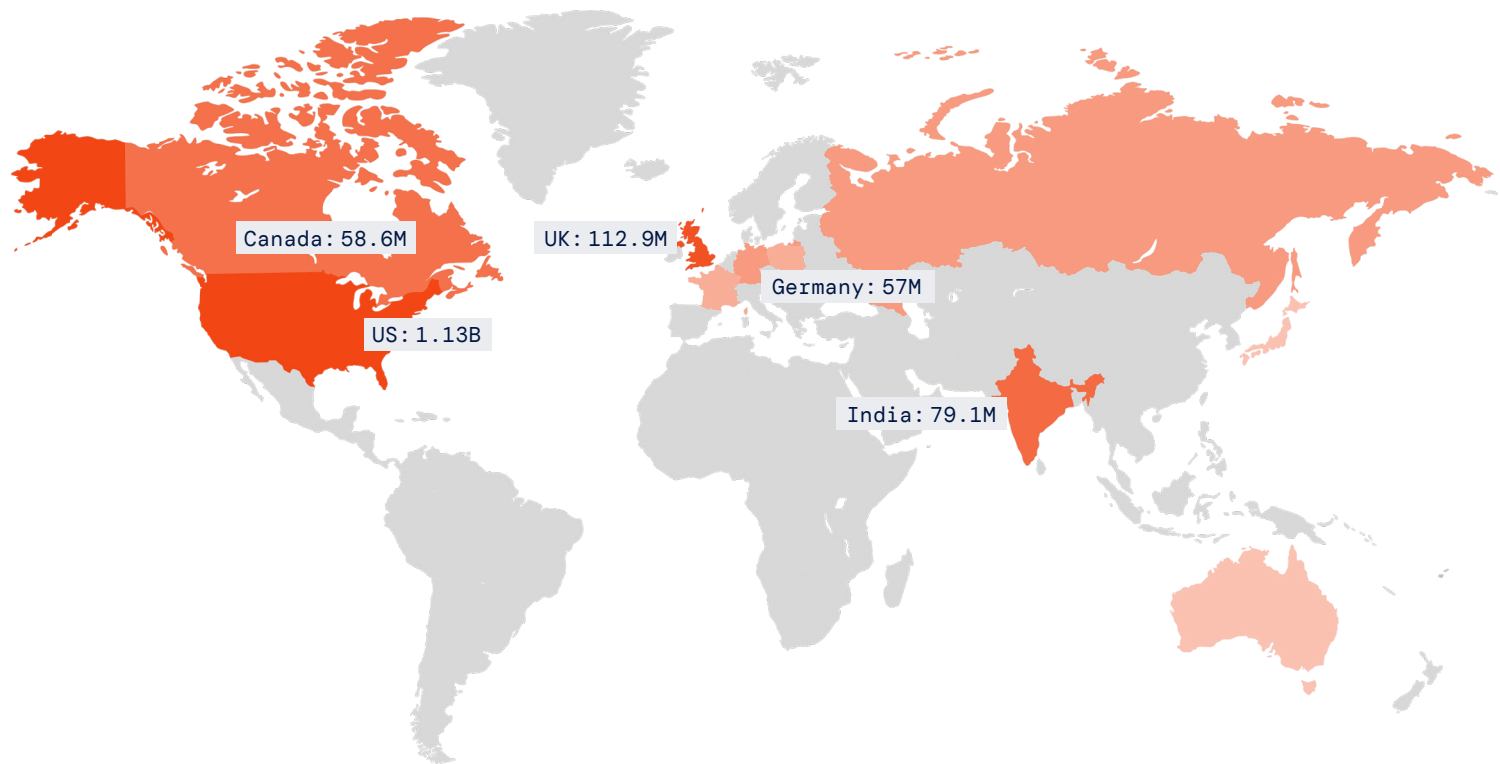 Canada: 58.6M
UK: 112.9M
Germany: 57M
US: 1.13B
India: 79.1M